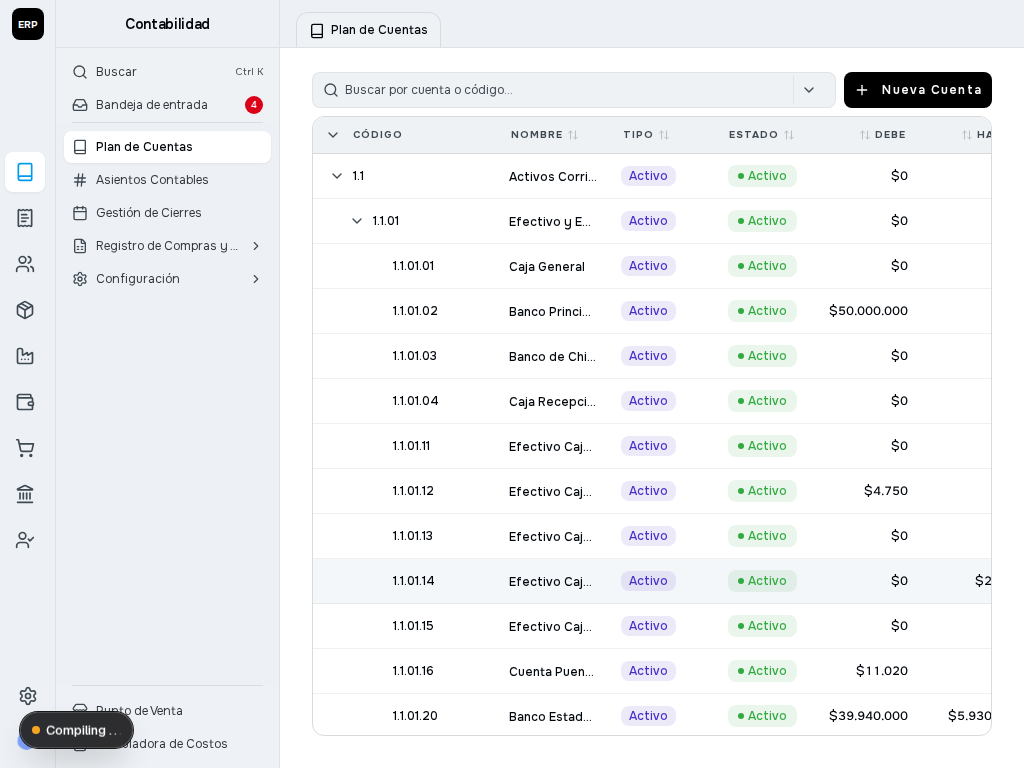 ERP
Contabilidad
Plan de Cuentas
Buscar Ctrl K
Bandeja de entrada 4
Plan de Cuentas
Asientos Contables
Gestión de Cierres
Registro de Compras y ...
Configuración
Punto de Venta
Compiling ...
de Costos
Buscar por cuenta o código...
Nueva Cuenta
CÓDIGO NOMBRE TIPO ESTADO DEBE HA
1.1 Activos Corri... Activo Activo $0
1.1.01 Efectivo y E... Activo Activo $0
1.1.01.01 Caja General Activo Activo $0
1.1.01.02 Banco Princi... Activo Activo $50.000.000
1.1.01.03 Banco de Chi... Activo Activo $0
1.1.01.04 Caja Recepci... Activo Activo $0
1.1.01.11 Efectivo Caj... Activo Activo $0
1.1.01.12 Efectivo Caj... Activo Activo $4.750
1.1.01.13 Efectivo Caj... Activo Activo $0
1.1.01.14 Efectivo Caj... Activo Activo $0 $2
1.1.01.15 Efectivo Caj... Activo Activo $0
1.1.01.16 Cuenta Puen... Activo Activo $11.020
1.1.01.20 Banco Estad... Activo Activo $39.940.000 $5.930